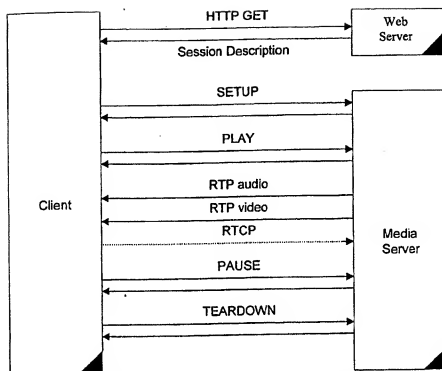 HTTP GET
Web
Server
Session Description
SETUP
PLAY
RTP audio
RTP video
RTCP
Client
Media
Server
PAUSE
TEARDOWN